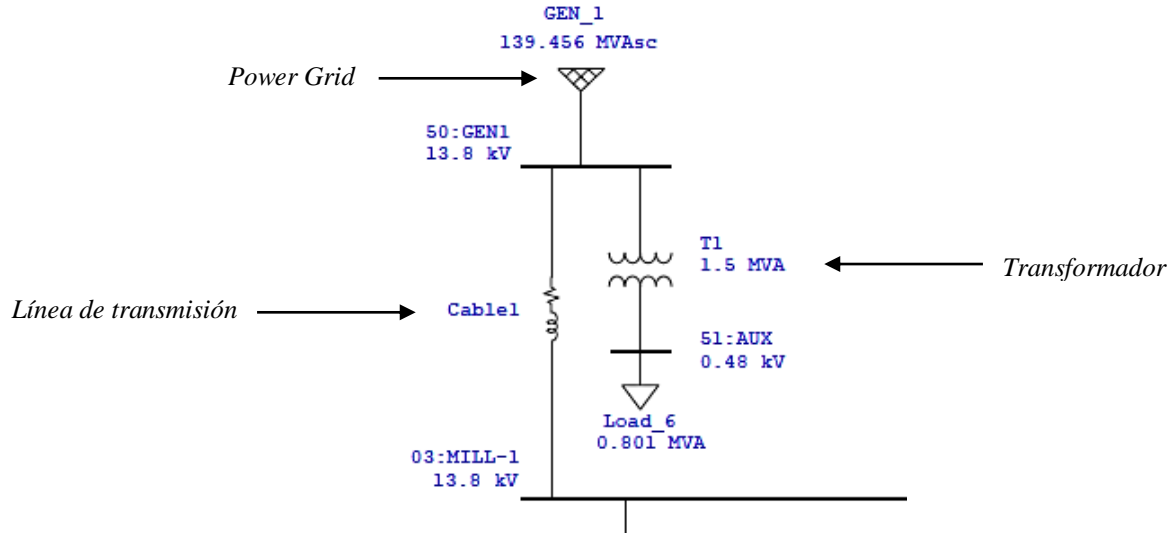 GEN_1
139.456 MVAsc
Power Grid
50:GEN1
13.8 kV
T1
1.5 MVA
Transformador
Línea de transmisión
Cable1
51:AUX
0.48 kV
Load_6
0.801 MVA
03:MILL-1
13.8 kV